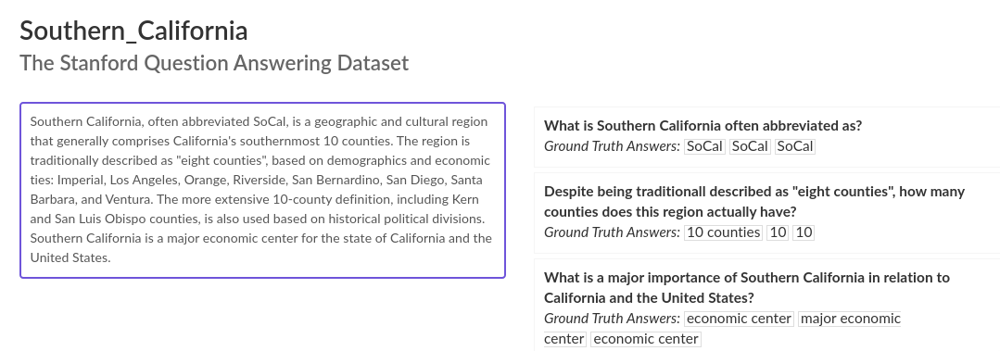 Southern_California
The Stanford Question Answering Dataset
Southern California, often abbreviated SoCal, is a geographic and cultural region
that generally comprises California's southernmost 10 counties. The region is
traditionally described as "eight counties", based on demographics and economic
ties: Imperial, Los Angeles, Orange, Riverside, San Bernardino, San Diego, Santa
Barbara, and Ventura. The more extensive 10-county definition, including Kern
and San Luis Obispo counties, is also used based on historical political divisions.
Southern California is a major economic center for the state of California and the
United States.
What is Southern California often abbreviated as?
Ground Truth Answers: SoCal SoCal SoCal
Despite being traditionall described as "eight counties", how many
counties does this region actually have?
Ground Truth Answers: 10 counties 10 10
What is a major importance of Southern California in relation to
California and the United States?
Ground Truth Answers: economic center major economic
center economic center